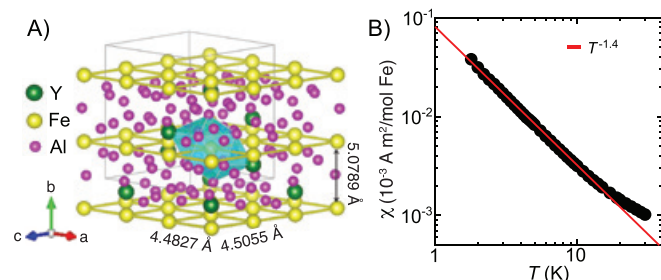 A)
Y
Fe
Al
b
c
a
5.0789 Å
4.4827 Å
4.5055 Å
B)
10⁻¹
10⁻²
10⁻³
χ (10⁻³ A m²/mol Fe)
T⁻¹·⁴
1
10
T (K)